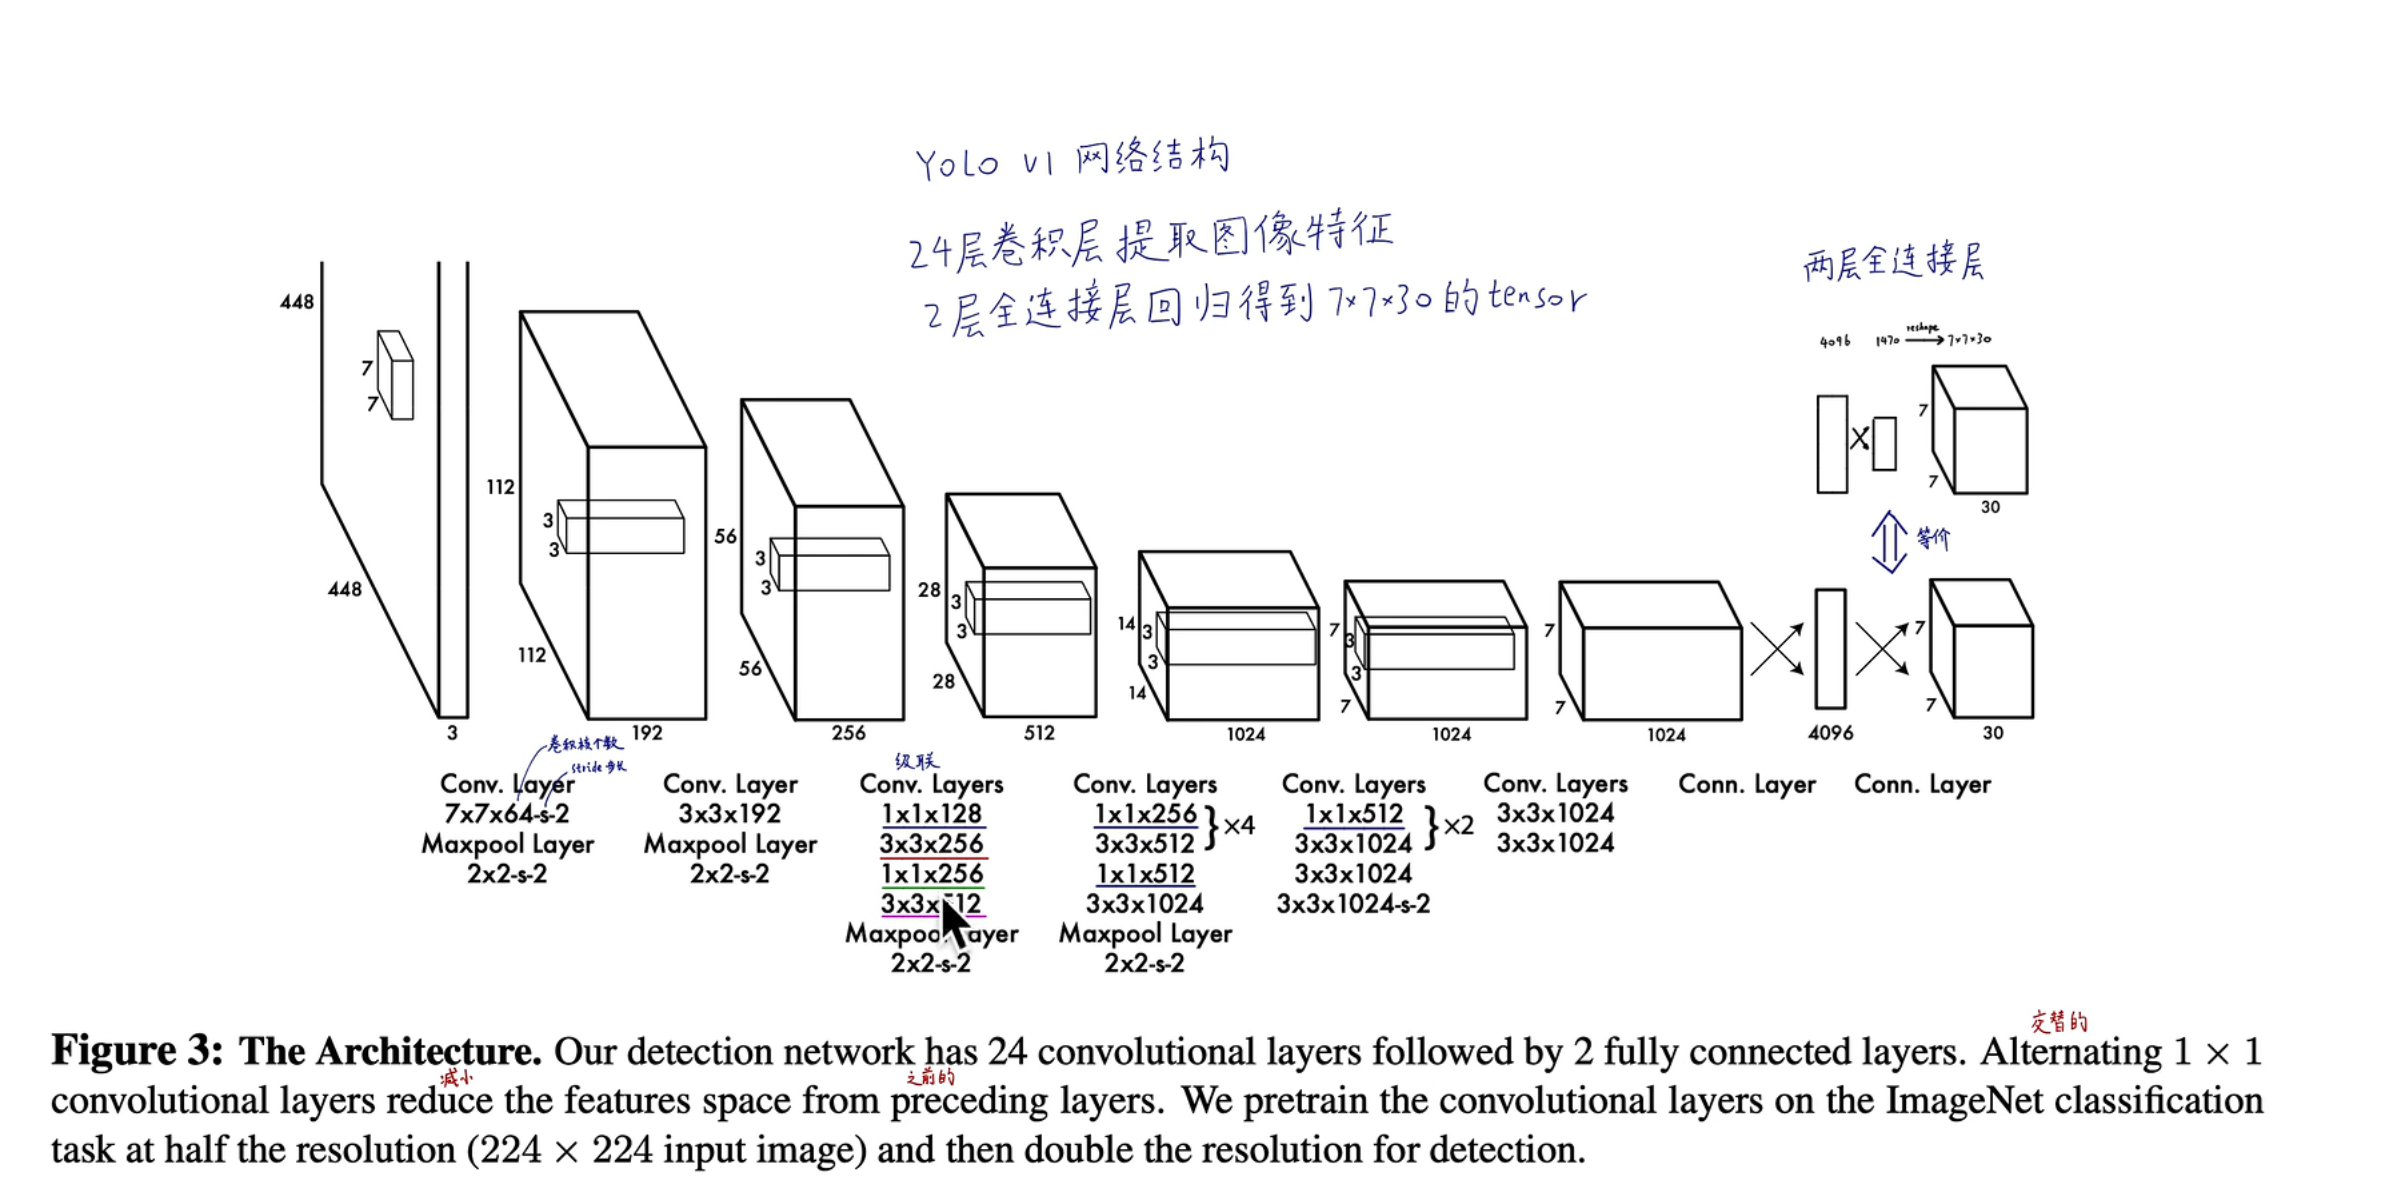 Yolo v1 网络结构
24层卷积层提取图像特征
2层全连接层回归得到7×7×30的tensor
两层全连接层
reshape
4096 1470 7×7×30
448
7
7
448
3
112
3
3
112
192
56
3
3
56
256
28
3
3
28
512
14
3
3
14
1024
7
3
3
7
1024
7
7
1024
4096
7
7
30
等价
7
7
30
卷积核个数
stride 步长
级联
Conv. Layer
7x7x64-s-2
Maxpool Layer
2x2-s-2
Conv. Layer
3x3x192
Maxpool Layer
2x2-s-2
Conv. Layers
1x1x128
3x3x256
1x1x256
3x3x512
Maxpool Layer
2x2-s-2
Conv. Layers
1x1x256
3x3x512
}×4
1x1x512
3x3x1024
Maxpool Layer
2x2-s-2
Conv. Layers
1x1x512
3x3x1024
}×2
3x3x1024
3x3x1024-s-2
Conv. Layers
3x3x1024
3x3x1024
Conn. Layer
Conn. Layer
交替的
Figure 3: The Architecture. Our detection network has 24 convolutional layers followed by 2 fully connected layers. Alternating 1 × 1
减小 之前的
convolutional layers reduce the features space from preceding layers. We pretrain the convolutional layers on the ImageNet classification
task at half the resolution (224 × 224 input image) and then double the resolution for detection.